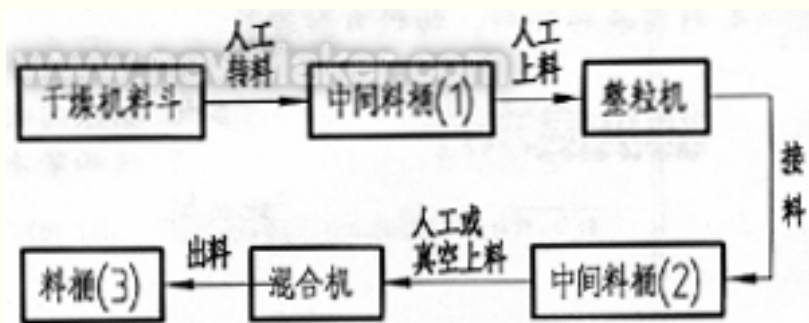 人工
转料
人工
上料
干燥机料斗
中间料桶(1)
整粒机
接
料
人工或
真空上料
出料
料桶(3)
混合机
中间料桶(2)